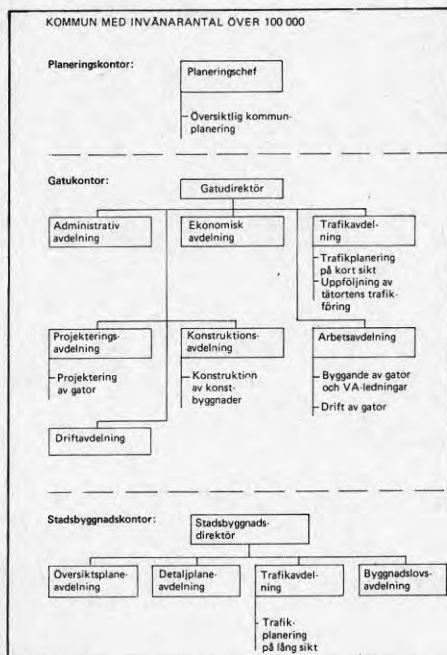 KOMMUN MED INVÅNARANTAL ÖVER 100 000
Planeringskontor:
Planeringschef
- Översiktlig kommun-
planering
Gatukontor:
Gatudirektör
Administrativ
avdelning
Ekonomisk
avdelning
Trafikavdel-
ning
- Trafikplanering
på kort sikt
- Uppföljning av
tätortens trafik-
föring
Projekterings-
avdelning
- Projektering
av gator
Konstruktions-
avdelning
- Konstruktion
av konst-
byggnader
Arbetsavdelning
- Byggande av gator
och VA-ledningar
- Drift av gator
Driftavdelning
Stadsbyggnadskontor:
Stadsbyggnads-
direktör
Översiktsplane-
avdelning
Detaljplane-
avdelning
Trafikavdel-
ning
- Trafik-
planering
på lång sikt
Byggnadslovs-
avdelning